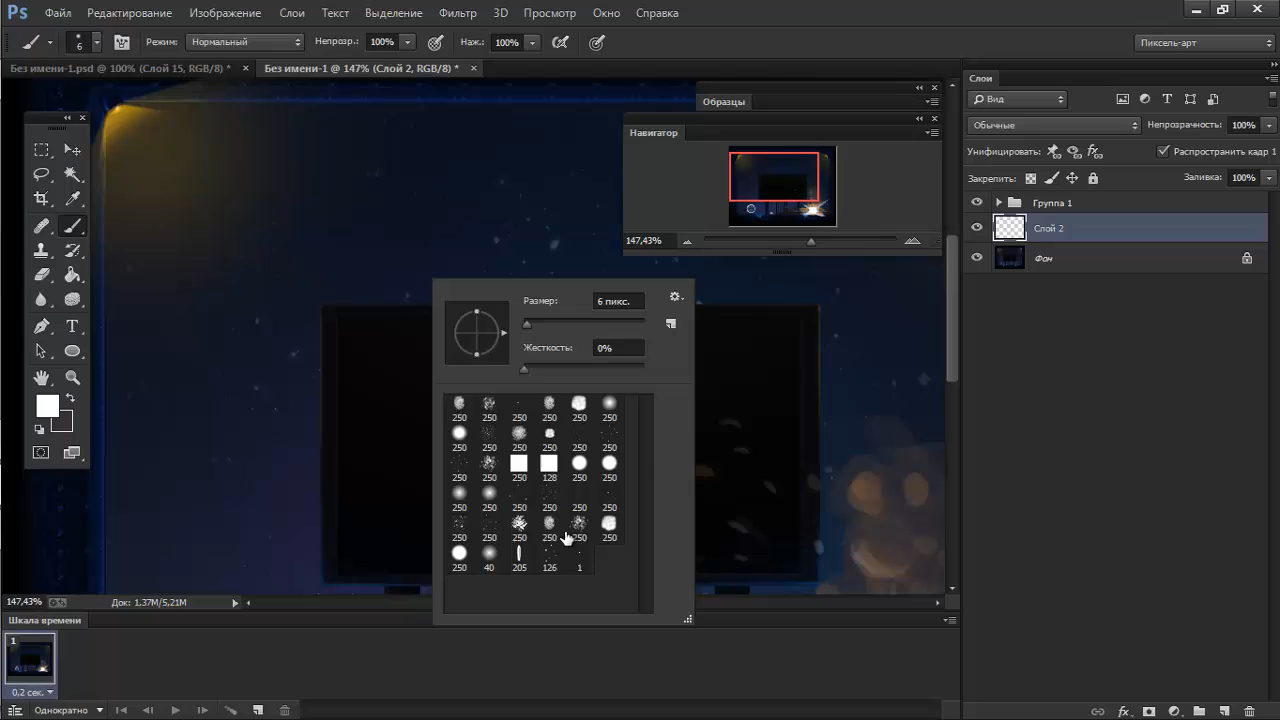 Ps Файл Редактирование Изображение Слои Текст Выделение Фильтр 3D Просмотр Окно Справка
6 Режим: Нормальный Непрозр.: 100% Наж.: 100% Пиксель-арт
Без имени-1.psd @ 100% (Слой 15, RGB/8) * × Без имени-1 @ 147% (Слой 2, RGB/8) * ×
Образцы
Навигатор
147,43%
Слои
Вид
Обычные Непрозрачность: 100%
Унифицировать: Распространить кадр 1
Закрепить: Заливка: 100%
Группа 1
Слой 2
Фон
Размер: 6 пикс.
Жесткость: 0%
250 250 250 250 250 250
250 250 250 250 250 250
250 250 250 128 250 250
250 250 250 250 250 250
250 250 250 250 250 250
250 40 205 126 1
147,43% Док: 1,37M/5,21M
Шкала времени
1
0,2 сек.
Однократно